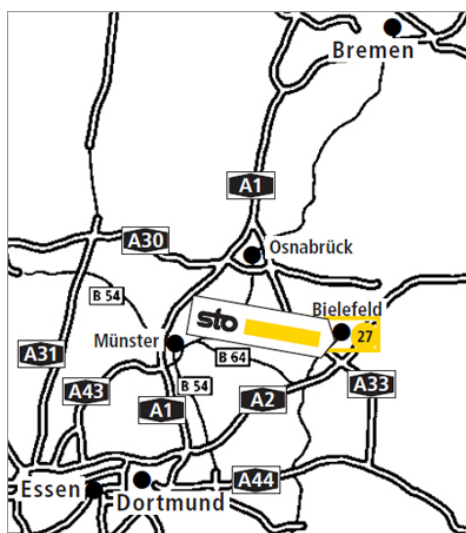 Bremen
A1
A30
Osnabrück
B 54
sto
Bielefeld
27
Münster
A31
B 64
A33
A43
B 54
A1
A2
A44
Essen
Dortmund